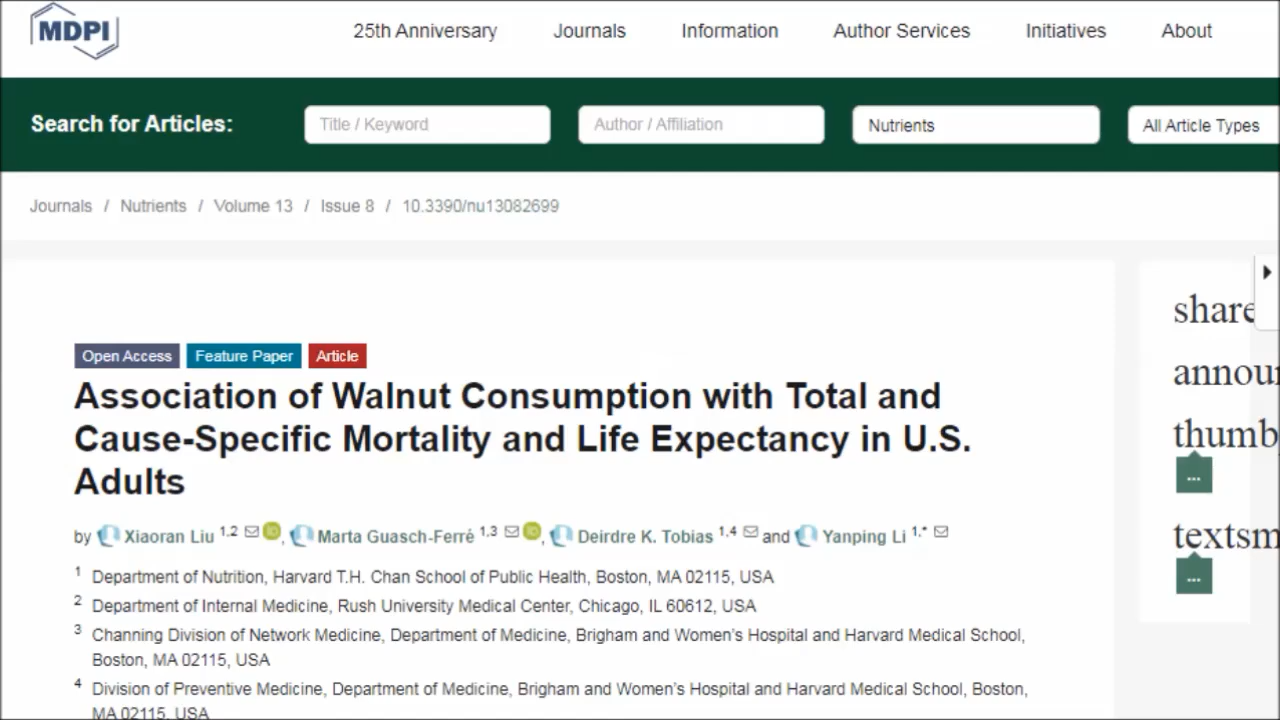 MDPI
25th Anniversary Journals Information Author Services Initiatives About
Search for Articles: Title / Keyword Author / Affiliation Nutrients All Article Types
Journals / Nutrients / Volume 13 / Issue 8 / 10.3390/nu13082699
Open Access Feature Paper Article
Association of Walnut Consumption with Total and
Cause-Specific Mortality and Life Expectancy in U.S.
Adults
by Xiaoran Liu 1,2 iD, Marta Guasch-Ferré 1,3 iD, Deirdre K. Tobias 1,4 and Yanping Li 1,*
1 Department of Nutrition, Harvard T.H. Chan School of Public Health, Boston, MA 02115, USA
2 Department of Internal Medicine, Rush University Medical Center, Chicago, IL 60612, USA
3 Channing Division of Network Medicine, Department of Medicine, Brigham and Women's Hospital and Harvard Medical School,
Boston, MA 02115, USA
4 Division of Preventive Medicine, Department of Medicine, Brigham and Women's Hospital and Harvard Medical School, Boston,
MA 02115, USA
share
announ
thumb
...
textsm
...